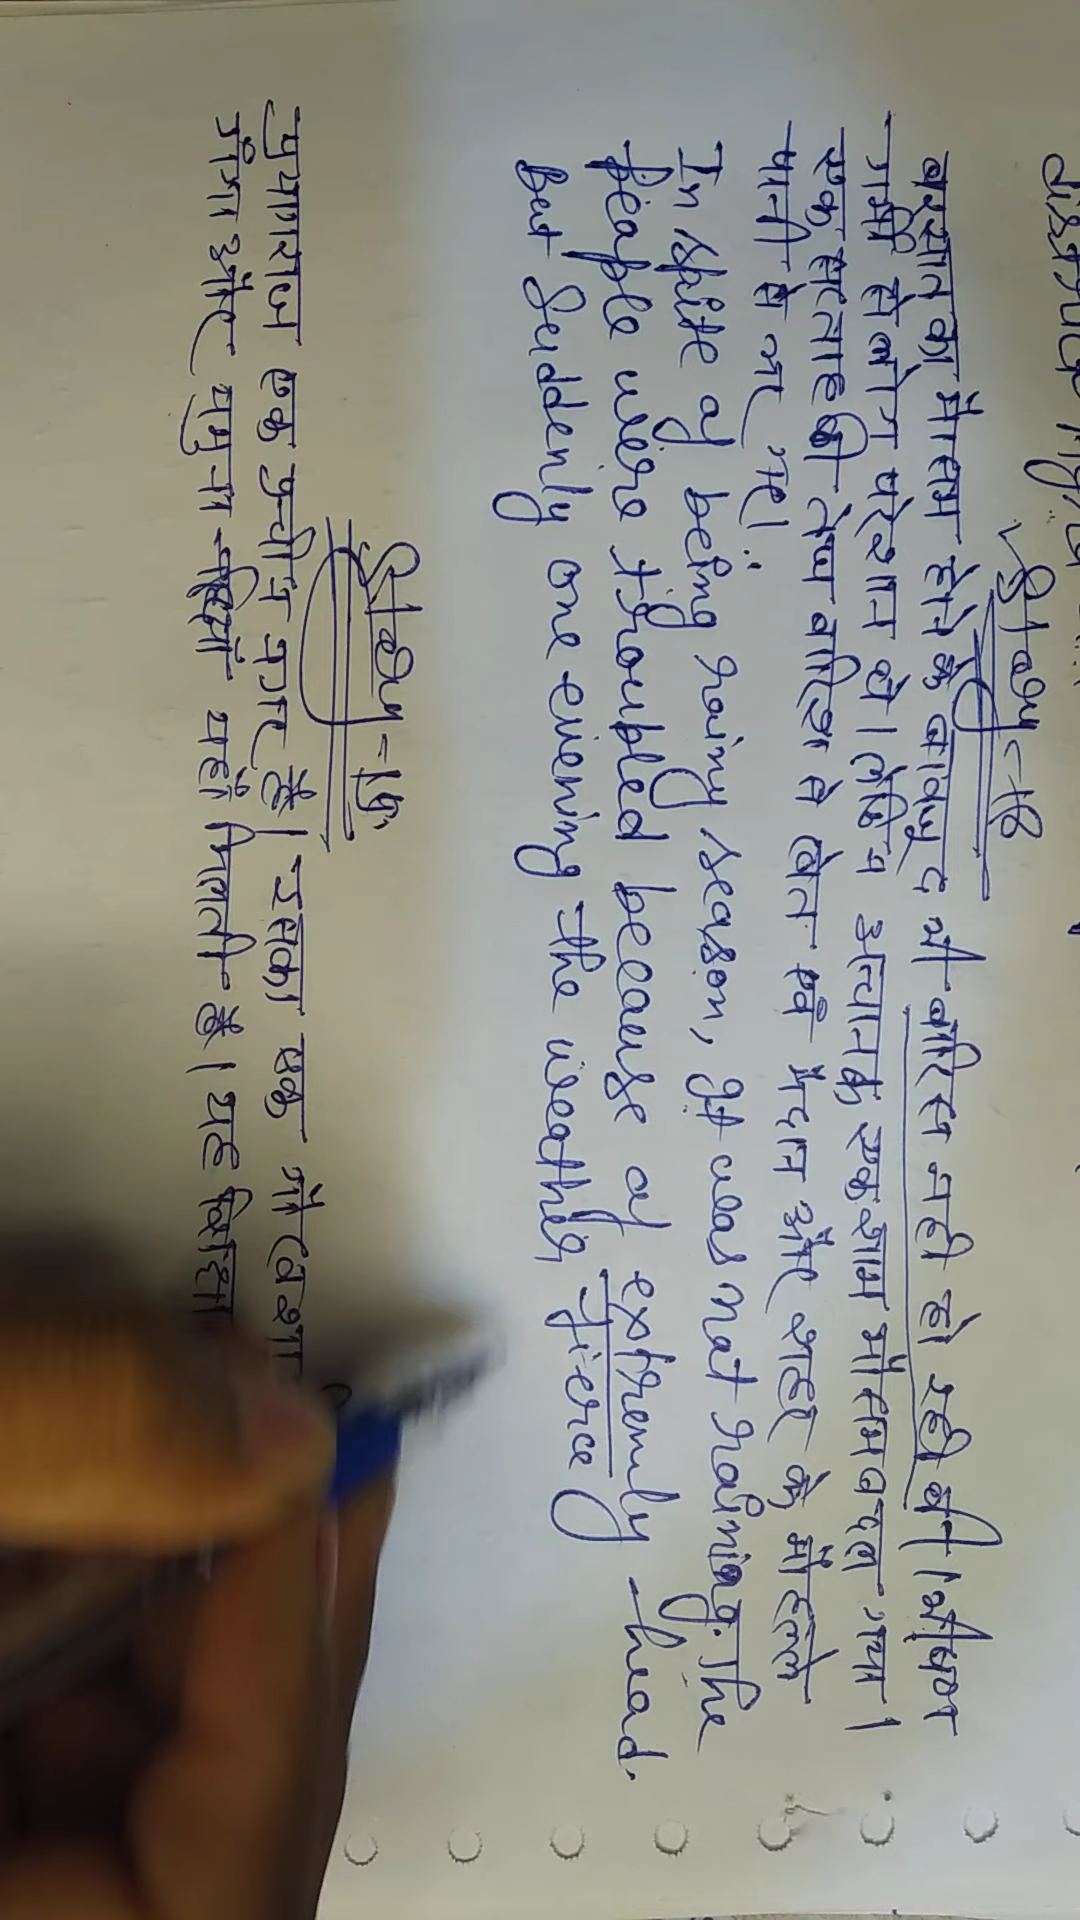 Story-18
बरसात का मौसम होने के बावजूद भी बारिस नही हो रही थी। भीषण
गर्मी से लोग परेशान थे। लेकिन अचानक एक शाम मौसम बदल गया।
एक सप्ताह की तेज बारिश से खेत एवं मैदान और शहर के मोहल्ले
पानी से भर गए।
In spite of being rainy season, It was not raining. The
people were troubled because of extremely head.
but Suddenly one evening the weather fierce
Story-19.
प्रयागराज एक प्रचीन नगर है। इसका एक गौरवशा
गंगा और यमुना नदियों यहाँ मिलती है। यह